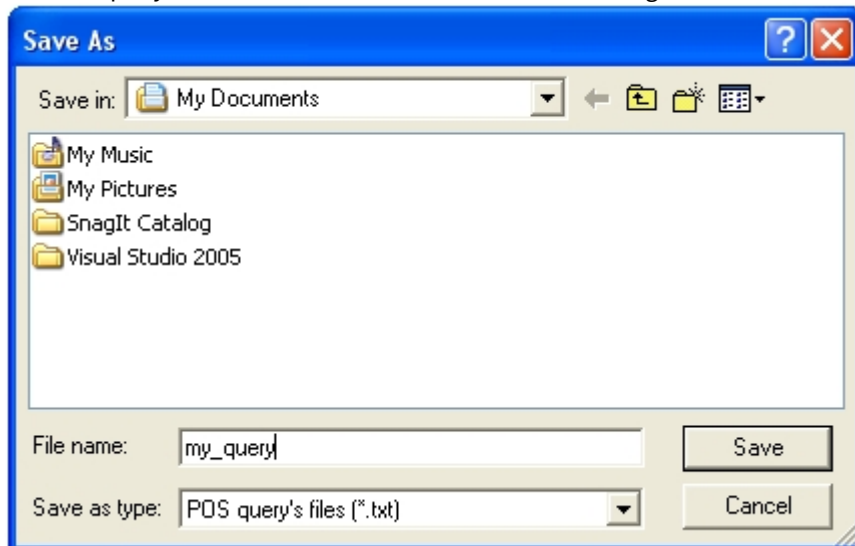 Save As
Save in: My Documents
My Music
My Pictures
SnagIt Catalog
Visual Studio 2005
File name: my_query Save
Save as type: POS query's files (*.txt) Cancel